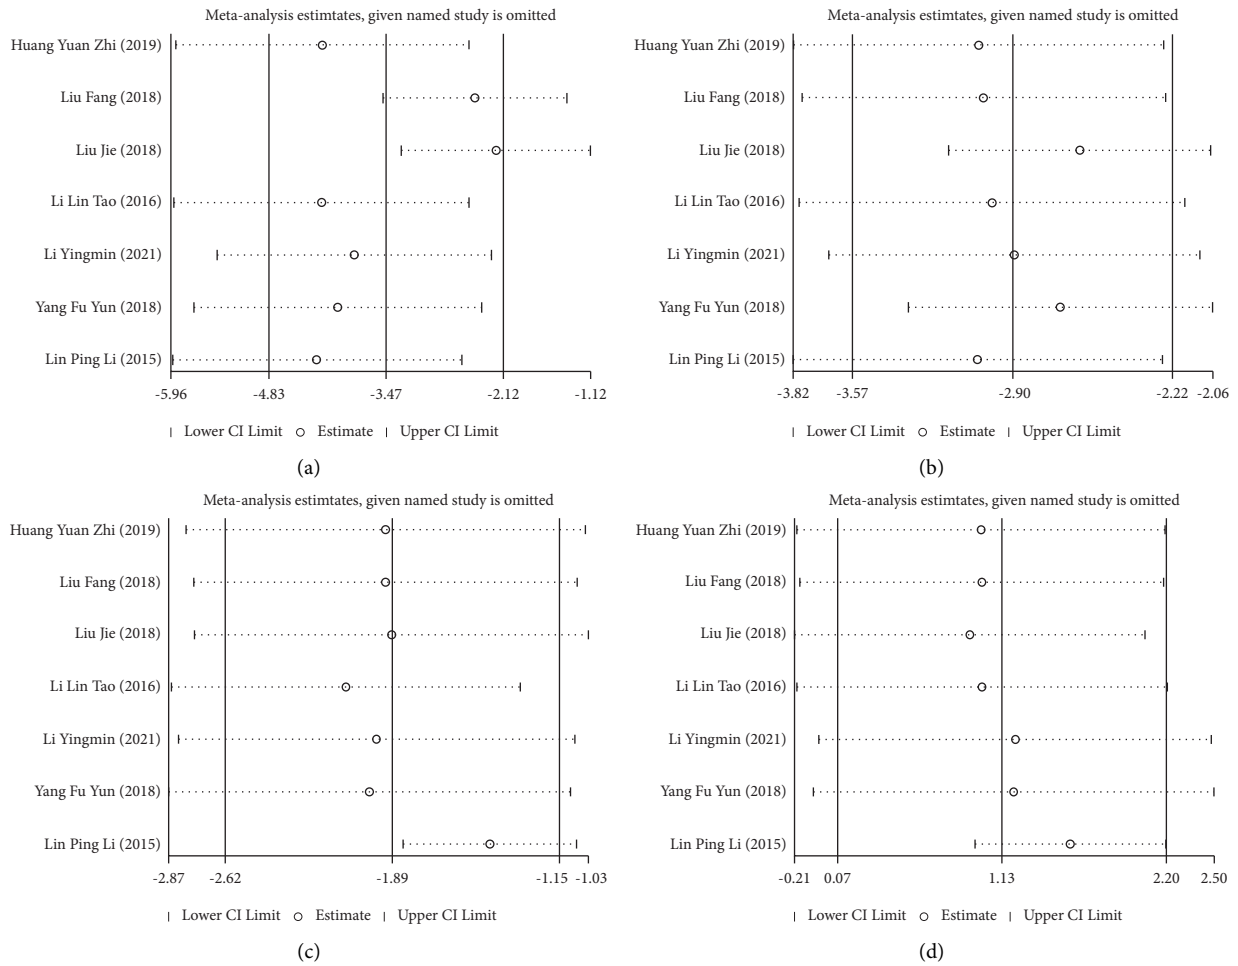 Meta-analysis estimtates, given named study is omitted
Huang Yuan Zhi (2019)
Liu Fang (2018)
Liu Jie (2018)
Li Lin Tao (2016)
Li Yingmin (2021)
Yang Fu Yun (2018)
Lin Ping Li (2015)
-5.96 -4.83 -3.47 -2.12 -1.12
Lower CI Limit Estimate Upper CI Limit
(a)
Meta-analysis estimtates, given named study is omitted
Huang Yuan Zhi (2019)
Liu Fang (2018)
Liu Jie (2018)
Li Lin Tao (2016)
Li Yingmin (2021)
Yang Fu Yun (2018)
Lin Ping Li (2015)
-3.82 -3.57 -2.90 -2.22 -2.06
Lower CI Limit Estimate Upper CI Limit
(b)
Meta-analysis estimtates, given named study is omitted
Huang Yuan Zhi (2019)
Liu Fang (2018)
Liu Jie (2018)
Li Lin Tao (2016)
Li Yingmin (2021)
Yang Fu Yun (2018)
Lin Ping Li (2015)
-2.87 -2.62 -1.89 -1.15 -1.03
Lower CI Limit Estimate Upper CI Limit
(c)
Meta-analysis estimtates, given named study is omitted
Huang Yuan Zhi (2019)
Liu Fang (2018)
Liu Jie (2018)
Li Lin Tao (2016)
Li Yingmin (2021)
Yang Fu Yun (2018)
Lin Ping Li (2015)
-0.21 0.07 1.13 2.20 2.50
Lower CI Limit Estimate Upper CI Limit
(d)